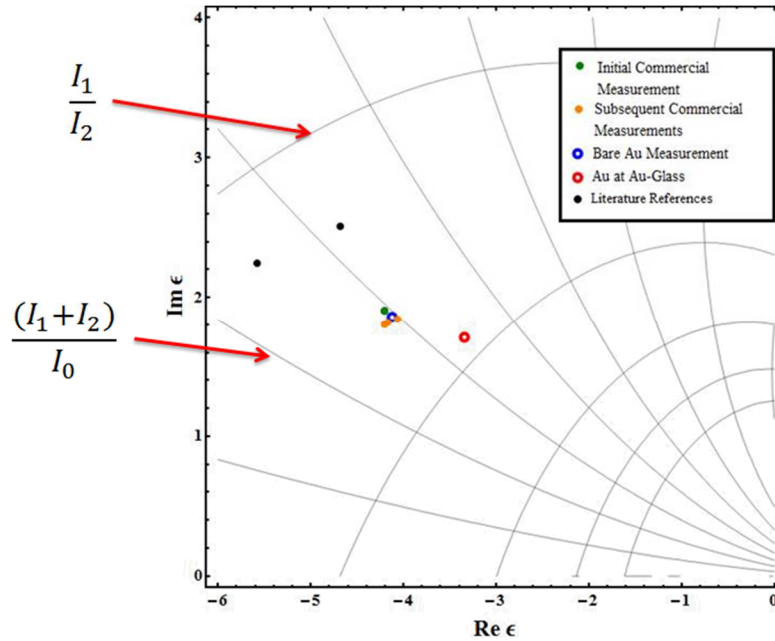 4
I₁
I₂
Initial Commercial
Measurement
Subsequent Commercial
Measurements
Bare Au Measurement
Au at Au-Glass
Literature References
3
Im ϵ
2
(I₁+I₂)
I₀
1
0
−6 −5 −4 −3 −2 −1 0
Re ϵ